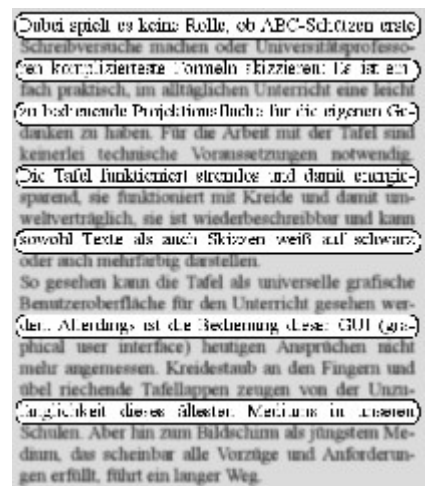 Dabei spielt es keine Rolle, ob ABC-Schützen erste
Schreibversuche machen oder Universitätsprofesso-
ren komplizierteste Formeln skizzieren: Es ist ein-
fach praktisch, im alltäglichen Unterricht eine leicht
zu bedienende Projektionsfläche für die eigenen Ge-
danken zu haben. Für die Arbeit mit der Tafel sind
keinerlei technische Voraussetzungen notwendig.
Die Tafel funktioniert stromlos und damit energie-
sparend, sie funktioniert mit Kreide und damit um-
weltverträglich, sie ist wiederbeschreibbar und kann
sowohl Texte als auch Skizzen weiß auf schwarz
oder auch mehrfarbig darstellen.
So gesehen kann die Tafel als universelle grafische
Benutzeroberfläche für den Unterricht gesehen wer-
den. Allerdings ist die Bedienung dieser GUI (gra-
phical user interface) heutigen Ansprüchen nicht
mehr angemessen. Kreidestaub an den Fingern und
übel riechende Tafellappen zeugen von der Unzu-
länglichkeit dieses ältesten Mediums in unseren
Schulen. Aber hin zum Bildschirm als jüngstem Me-
dium, das scheinbar alle Vorzüge und Anforderun-
gen erfüllt, führt ein langer Weg.